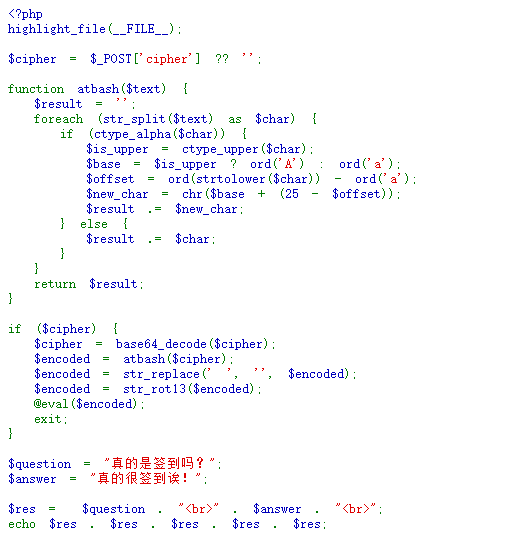 <?php
highlight_file(__FILE__);

$cipher = $_POST['cipher'] ?? '';

function atbash($text) {
    $result = '';
    foreach (str_split($text) as $char) {
        if (ctype_alpha($char)) {
            $is_upper = ctype_upper($char);
            $base = $is_upper ? ord('A') : ord('a');
            $offset = ord(strtolower($char)) - ord('a');
            $new_char = chr($base + (25 - $offset));
            $result .= $new_char;
        } else {
            $result .= $char;
        }
    }
    return $result;
}

if ($cipher) {
    $cipher = base64_decode($cipher);
    $encoded = atbash($cipher);
    $encoded = str_replace(' ', '', $encoded);
    $encoded = str_rot13($encoded);
    @eval($encoded);
    exit;
}

$question = "真的是签到吗？";
$answer = "真的很签到诶！";

$res =  $question . "<br>" . $answer . "<br>";
echo $res . $res . $res . $res . $res;